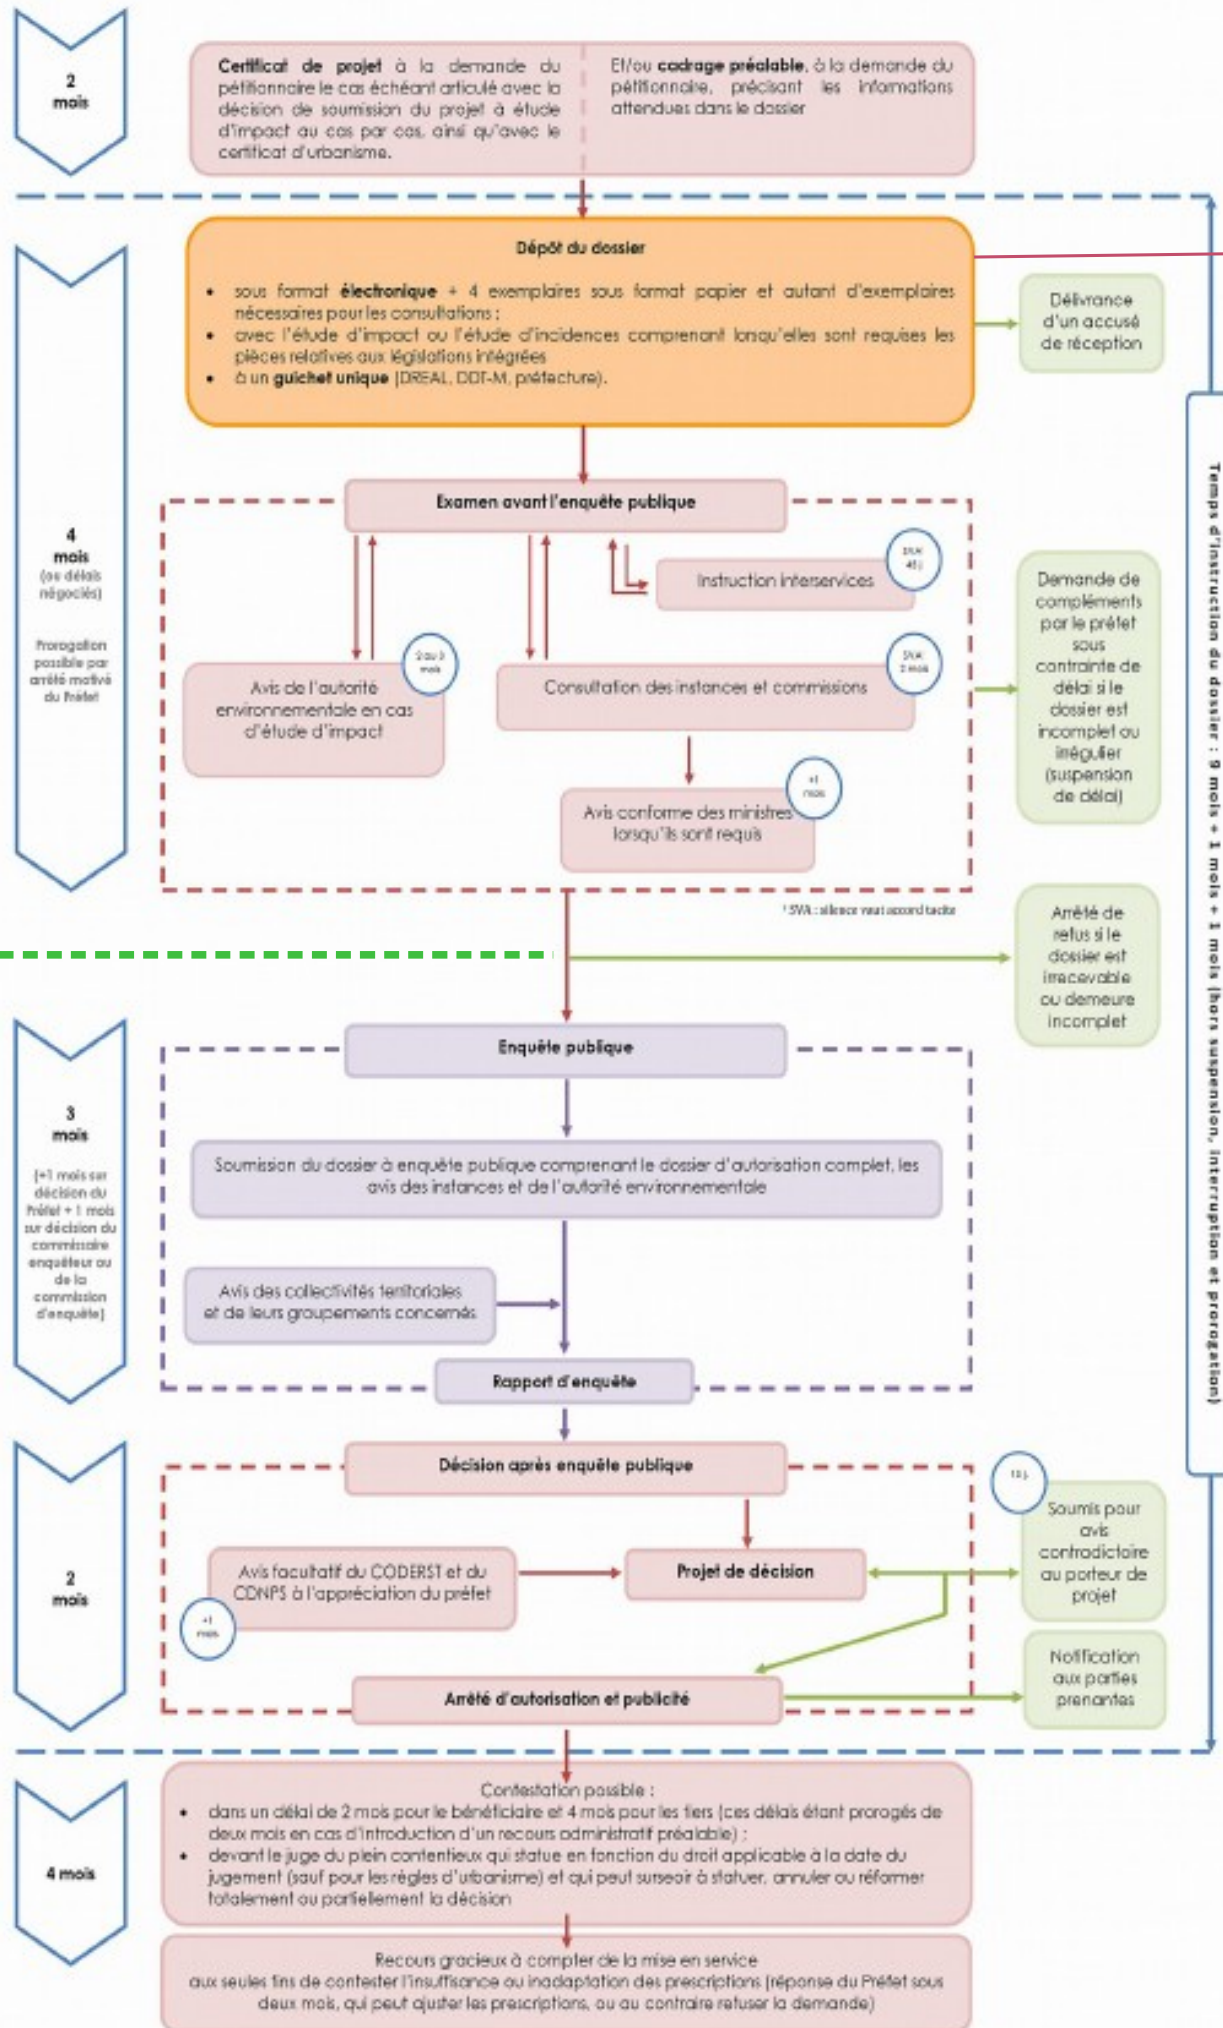 2
mois
Certificat de projet à la demande du
pétitionnaire le cas échéant articulé avec la
décision de soumission du projet à étude
d'impact au cas par cas, ainsi qu'avec le
certificat d'urbanisme.
Et/ou cadrage préalable, à la demande du
pétitionnaire, précisant les informations
attendues dans le dossier
Dépôt du dossier
• sous format électronique + 4 exemplaires sous format papier et autant d'exemplaires
nécessaires pour les consultations ;
• avec l'étude d'impact ou l'étude d'incidences comprenant lorsqu'elles sont requises les
pièces relatives aux législations intégrées
• à un guichet unique (DREAL, DDT-M, préfecture).
Délivrance
d'un accusé
de réception
4
mois
(ou délais
négociés)
Prorogation
possible par
arrêté motivé
du Préfet
Examen avant l'enquête publique
Instruction interservices
SVA
45 j
Avis de l'autorité
environnementale en cas
d'étude d'impact
2 ou 3
mois
Consultation des instances et commissions
SVA
2 mois
Avis conforme des ministres
lorsqu'ils sont requis
+1
mois
Demande de
compléments
par le préfet
sous
contrainte de
délai si le
dossier est
incomplet ou
irrégulier
(suspension
de délai)
¹ SVA : silence vaut accord tacite
Arrêté de
refus si le
dossier est
irrecevable
ou demeure
incomplet
Temps d'instruction du dossier : 9 mois + 1 mois + 1 mois (hors suspension, interruption et prorogation)
3
mois
(+1 mois sur
décision du
Préfet + 1 mois
sur décision du
commissaire
enquêteur ou
de la
commission
d'enquête)
Enquête publique
Soumission du dossier à enquête publique comprenant le dossier d'autorisation complet, les
avis des instances et de l'autorité environnementale
Avis des collectivités territoriales
et de leurs groupements concernés
Rapport d'enquête
2
mois
Décision après enquête publique
Avis facultatif du CODERST et du
CDNPS à l'appréciation du préfet
+1
mois
Projet de décision
15 j
Soumis pour
avis
contradictoire
au porteur de
projet
Arrêté d'autorisation et publicité
Notification
aux parties
prenantes
4 mois
Contestation possible :
• dans un délai de 2 mois pour le bénéficiaire et 4 mois pour les tiers (ces délais étant prorogés de
deux mois en cas d'introduction d'un recours administratif préalable) ;
• devant le juge du plein contentieux qui statue en fonction du droit applicable à la date du
jugement (sauf pour les règles d'urbanisme) et qui peut surseoir à statuer, annuler ou réformer
totalement ou partiellement la décision
Recours gracieux à compter de la mise en service
aux seules fins de contester l'insuffisance ou inadaptation des prescriptions (réponse du Préfet sous
deux mois, qui peut ajuster les prescriptions, ou au contraire refuser la demande)